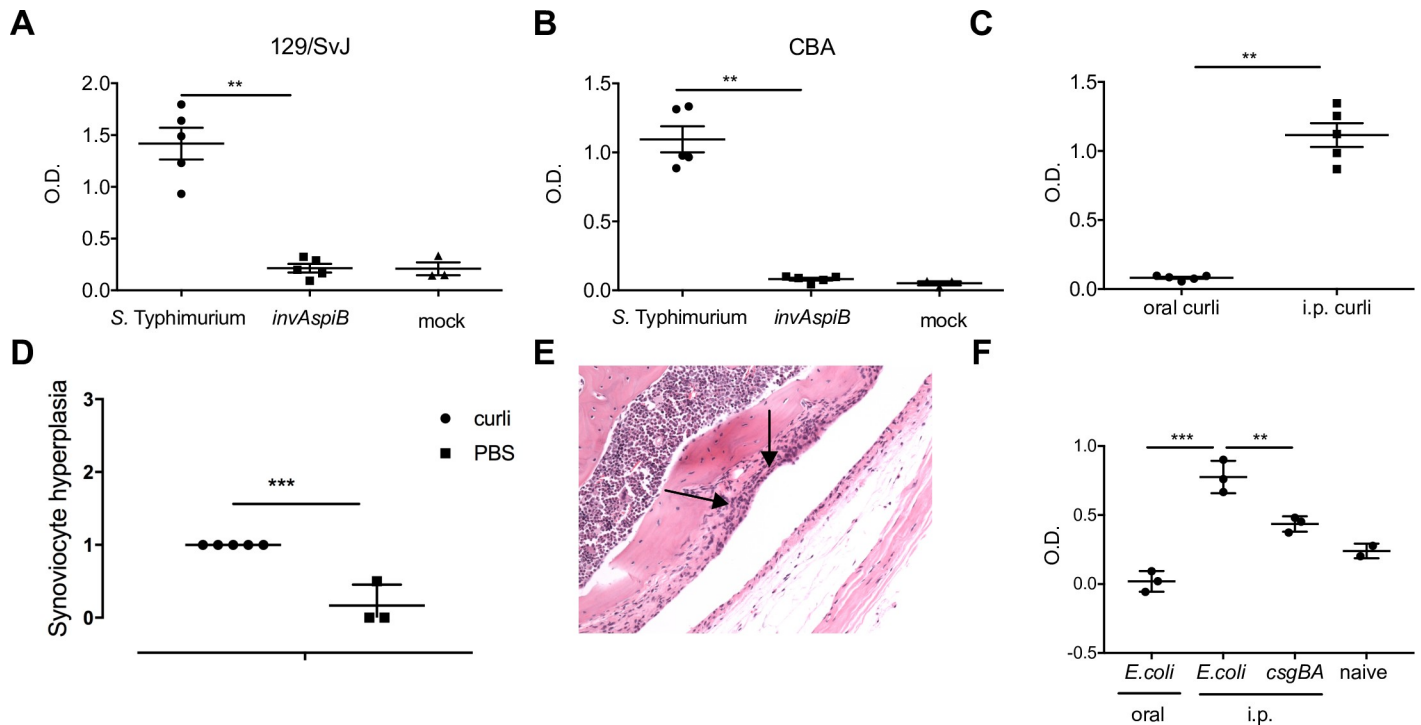 A
129/SvJ
O.D.
2.0
1.5
1.0
0.5
0.0
**
S. Typhimurium
invAspiB
mock
B
CBA
O.D.
1.5
1.0
0.5
0.0
**
S. Typhimurium
invAspiB
mock
C
O.D.
1.5
1.0
0.5
0.0
**
oral curli
i.p. curli
D
Synoviocyte hyperplasia
3
2
1
0
***
curli
PBS
E
F
O.D.
1.0
0.5
0.0
-0.5
*** **
E.coli E.coli csgBA naive
oral i.p.